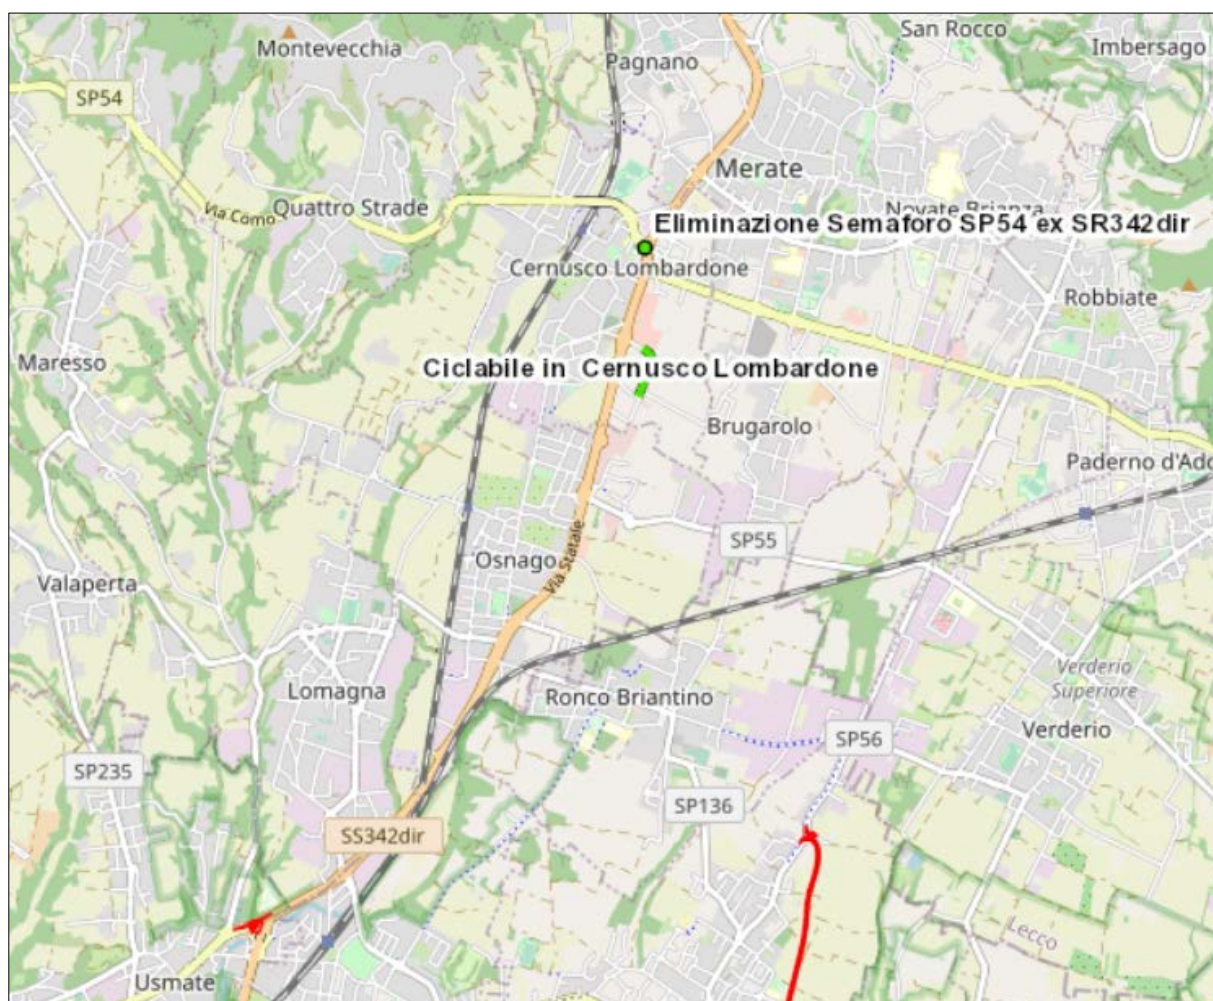 San Rocco
Montevecchia
Imbersago
Pagnano
SP54
Merate
Via Como
Quattro Strade
Novate Brianza
Eliminazione Semaforo SP54 ex SR342dir
Cernusco Lombardone
Robbiate
Maresso
Ciclabile in Cernusco Lombardone
Brugarolo
Paderno d'Add
SP55
Via Statale
Osnago
Valaperta
Verderio
Superiore
Lomagna
Ronco Briantino
Verderio
SP56
SP235
SP136
SS342dir
Lecco
Usmate